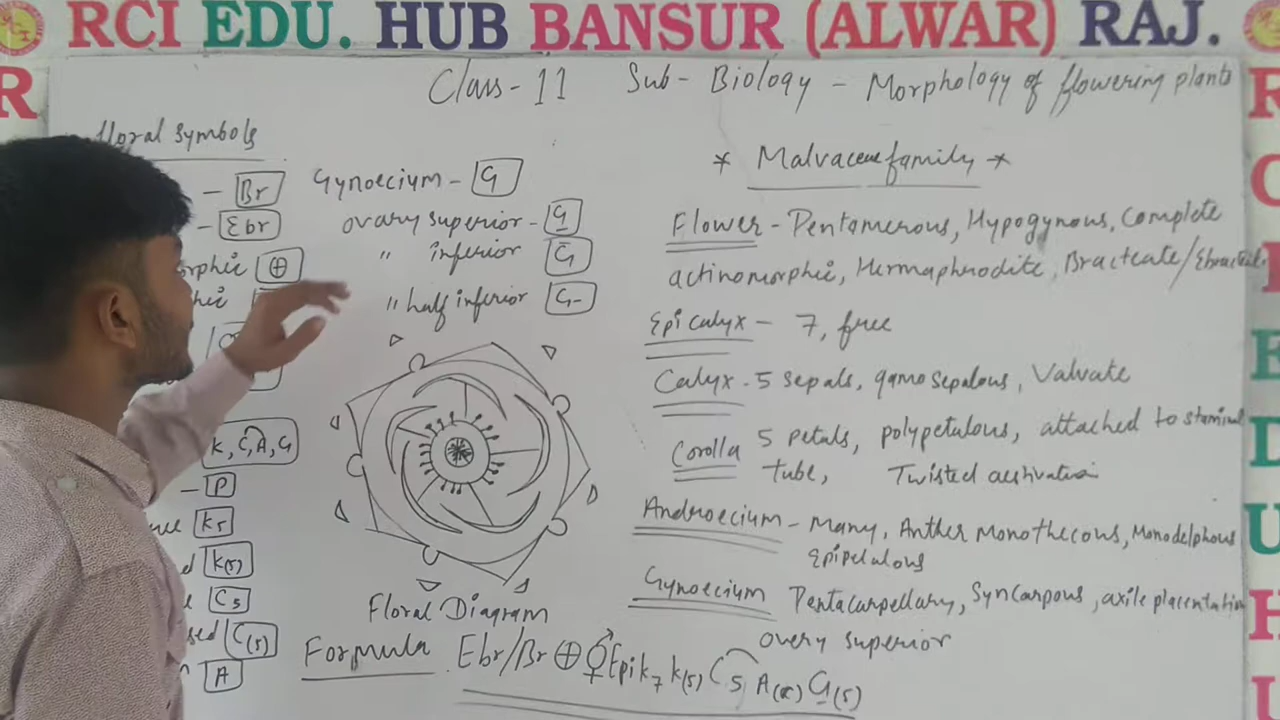 RCI EDU. HUB BANSUR (ALWAR) RAJ.
Class - 11 Sub - Biology - Morphology of flowering plants
floral symbols
- Br
- Ebr
⊕
Gynoecium - G
ovary superior - G
" inferior G
" half inferior G-
K, C, A, G
- P
K5
K(5)
C5
C(5)
A
Floral Diagram
* Malvaceae family *
Flower - Pentamerous, Hypogynous, Complete
actinomorphic, Hermaphrodite, Bracteate/Ebracteate
Epicalyx - 7, free
Calyx - 5 sepals, gamosepalous, Valvate
Corolla 5 petals, polypetalous, attached to staminal
tube, Twisted aestivation
Androecium - Many, Anther Monothecous, Monodelphous
Epipetalous
Gynoecium Pentacarpellary, Syncarpous, axile placentation
overy superior
Formula Ebr/Br ⊕ ⚥ Epik7 K(5) C5 A(α) G(5)
R
R
C
E
D
U
H